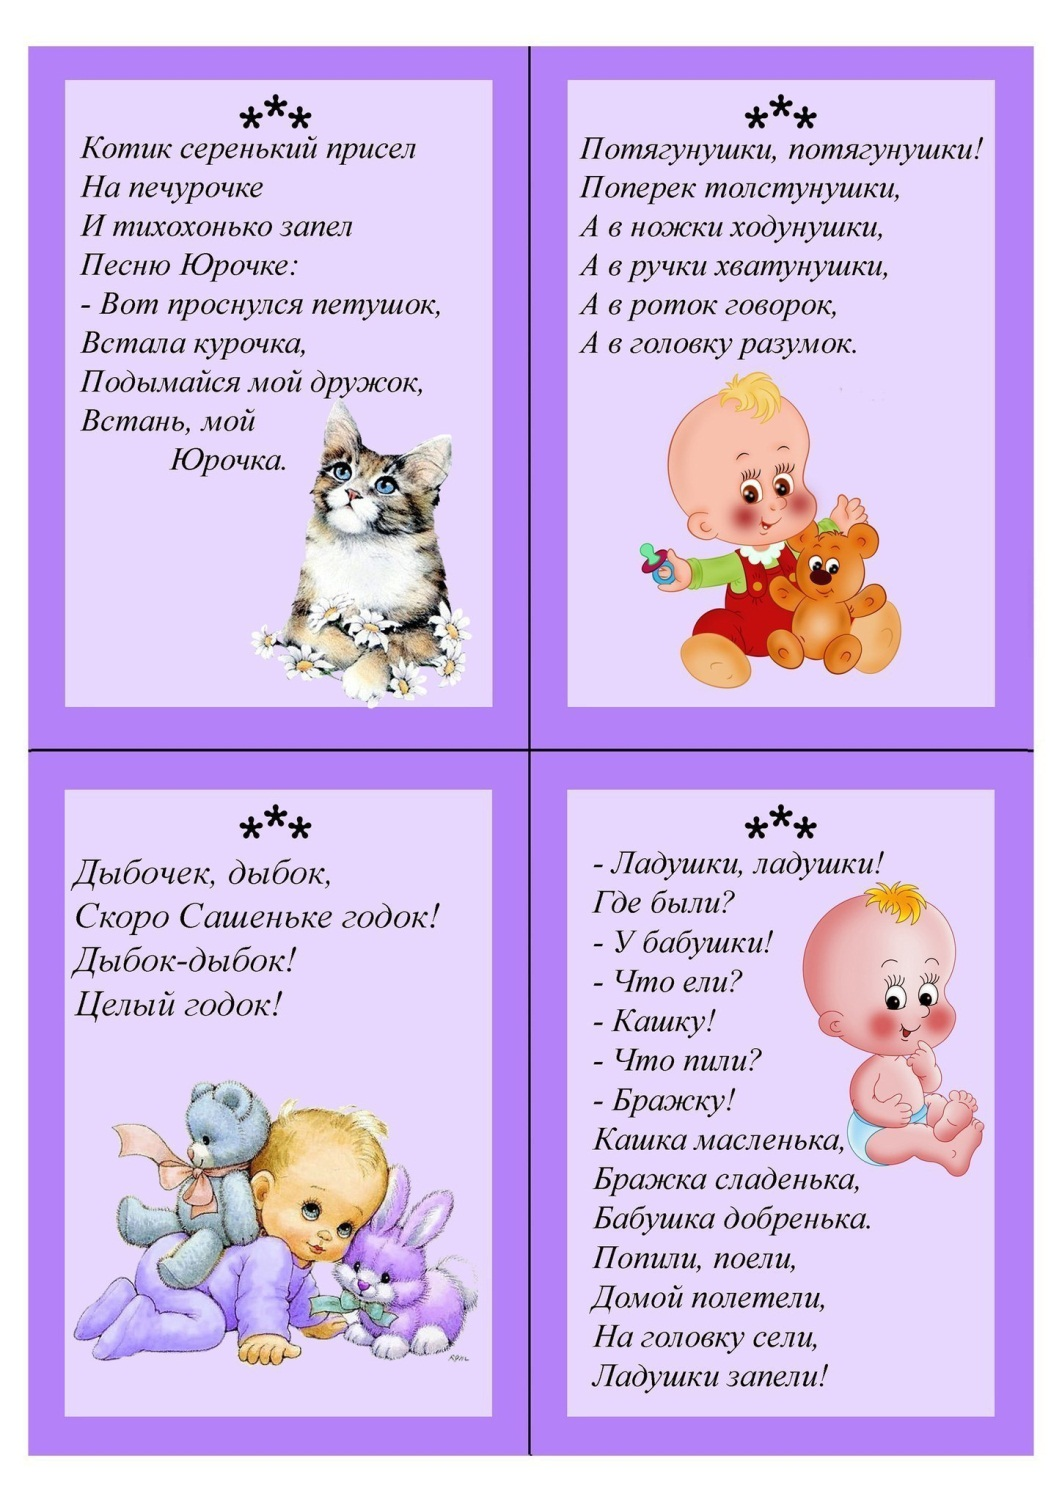 ***
Котик серенький присел
На печурочке
И тихохонько запел
Песню Юрочке:
- Вот проснулся петушок,
Встала курочка,
Подымайся мой дружок,
Встань, мой
Юрочка.
***
Потягунушки, потягунушки!
Поперек толстунушки,
А в ножки ходунушки,
А в ручки хватунушки,
А в роток говорок,
А в головку разумок.
***
Дыбочек, дыбок,
Скоро Сашеньке годок!
Дыбок-дыбок!
Целый годок!
***
- Ладушки, ладушки!
Где были?
- У бабушки!
- Что ели?
- Кашку!
- Что пили?
- Бражку!
Кашка масленька,
Бражка сладенька,
Бабушка добренька.
Попили, поели,
Домой полетели,
На головку сели,
Ладушки запели!